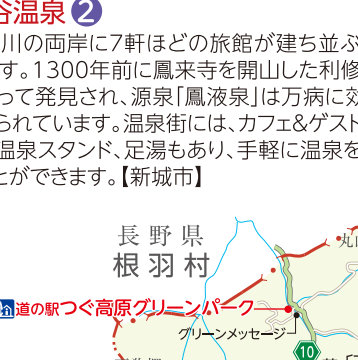 谷温泉 2
川の両岸に7軒ほどの旅館が建ち並ぶ
す。1300年前に鳳来寺を開山した利修
って発見され、源泉「鳳液泉」は万病に効
られています。温泉街には、カフェ&ゲスト
温泉スタンド、足湯もあり、手軽に温泉を
とができます。【新城市】
長野県
根羽村
丸山
道の駅つぐ高原グリーンパーク
グリーンメッセージ
10